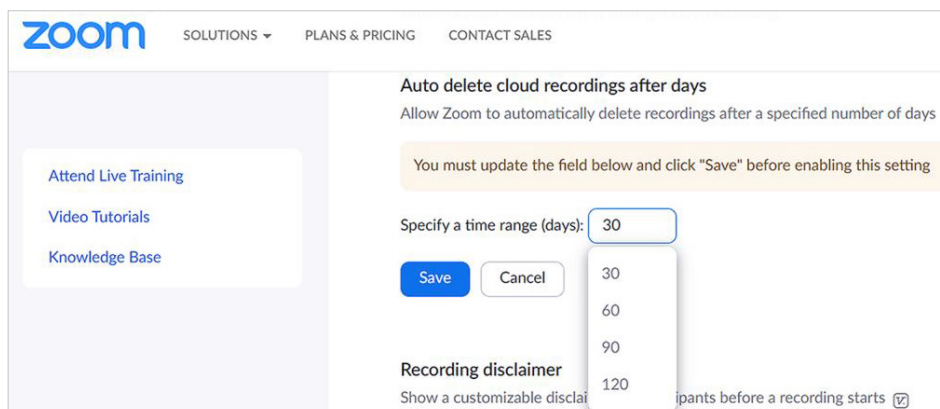 zoom SOLUTIONS PLANS & PRICING CONTACT SALES
Attend Live Training
Video Tutorials
Knowledge Base
Auto delete cloud recordings after days
Allow Zoom to automatically delete recordings after a specified number of days
You must update the field below and click "Save" before enabling this setting
Specify a time range (days): 30
Save Cancel
30
60
90
120
Recording disclaimer
Show a customizable disclai ipants before a recording starts